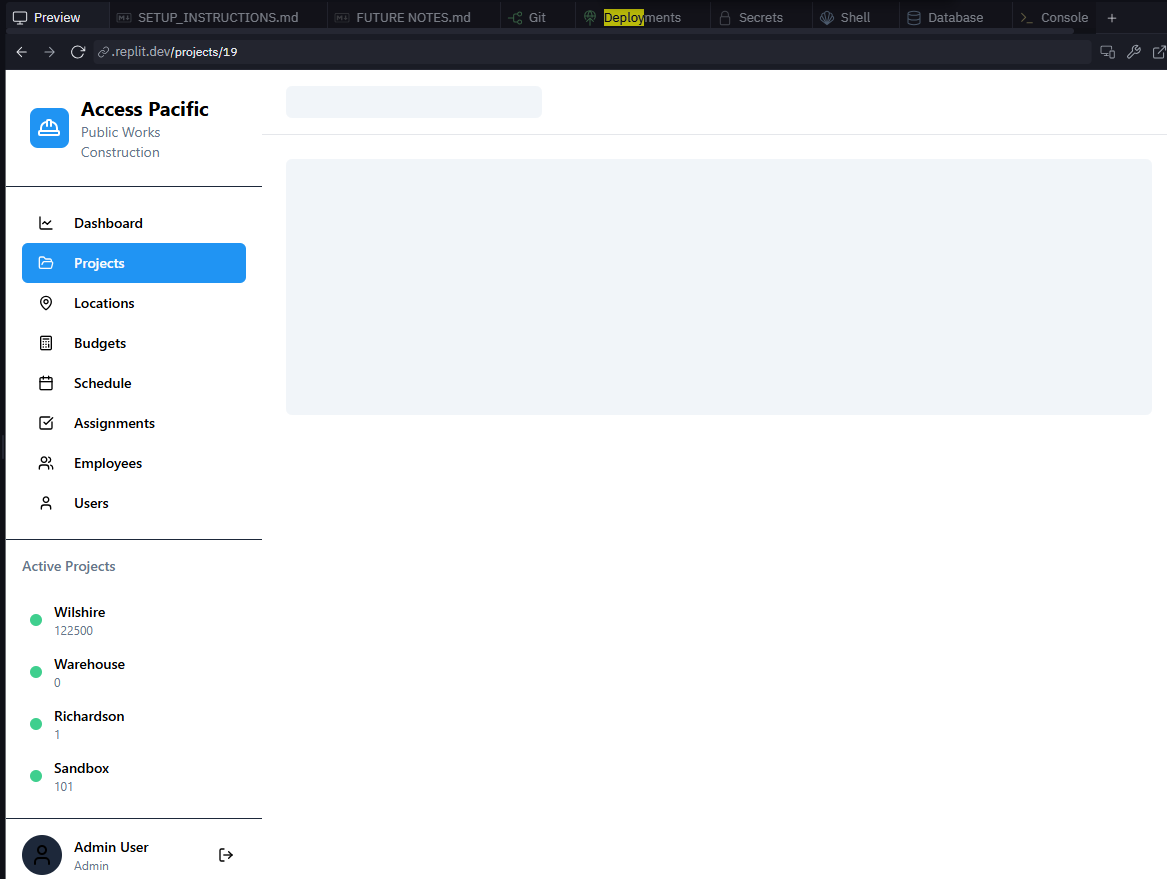 Preview
SETUP_INSTRUCTIONS.md
FUTURE NOTES.md
Git
Deployments
Secrets
Shell
Database
Console
.replit.dev/projects/19
Access Pacific
Public Works
Construction
Dashboard
Projects
Locations
Budgets
Schedule
Assignments
Employees
Users
Active Projects
Wilshire
122500
Warehouse
0
Richardson
1
Sandbox
101
Admin User
Admin